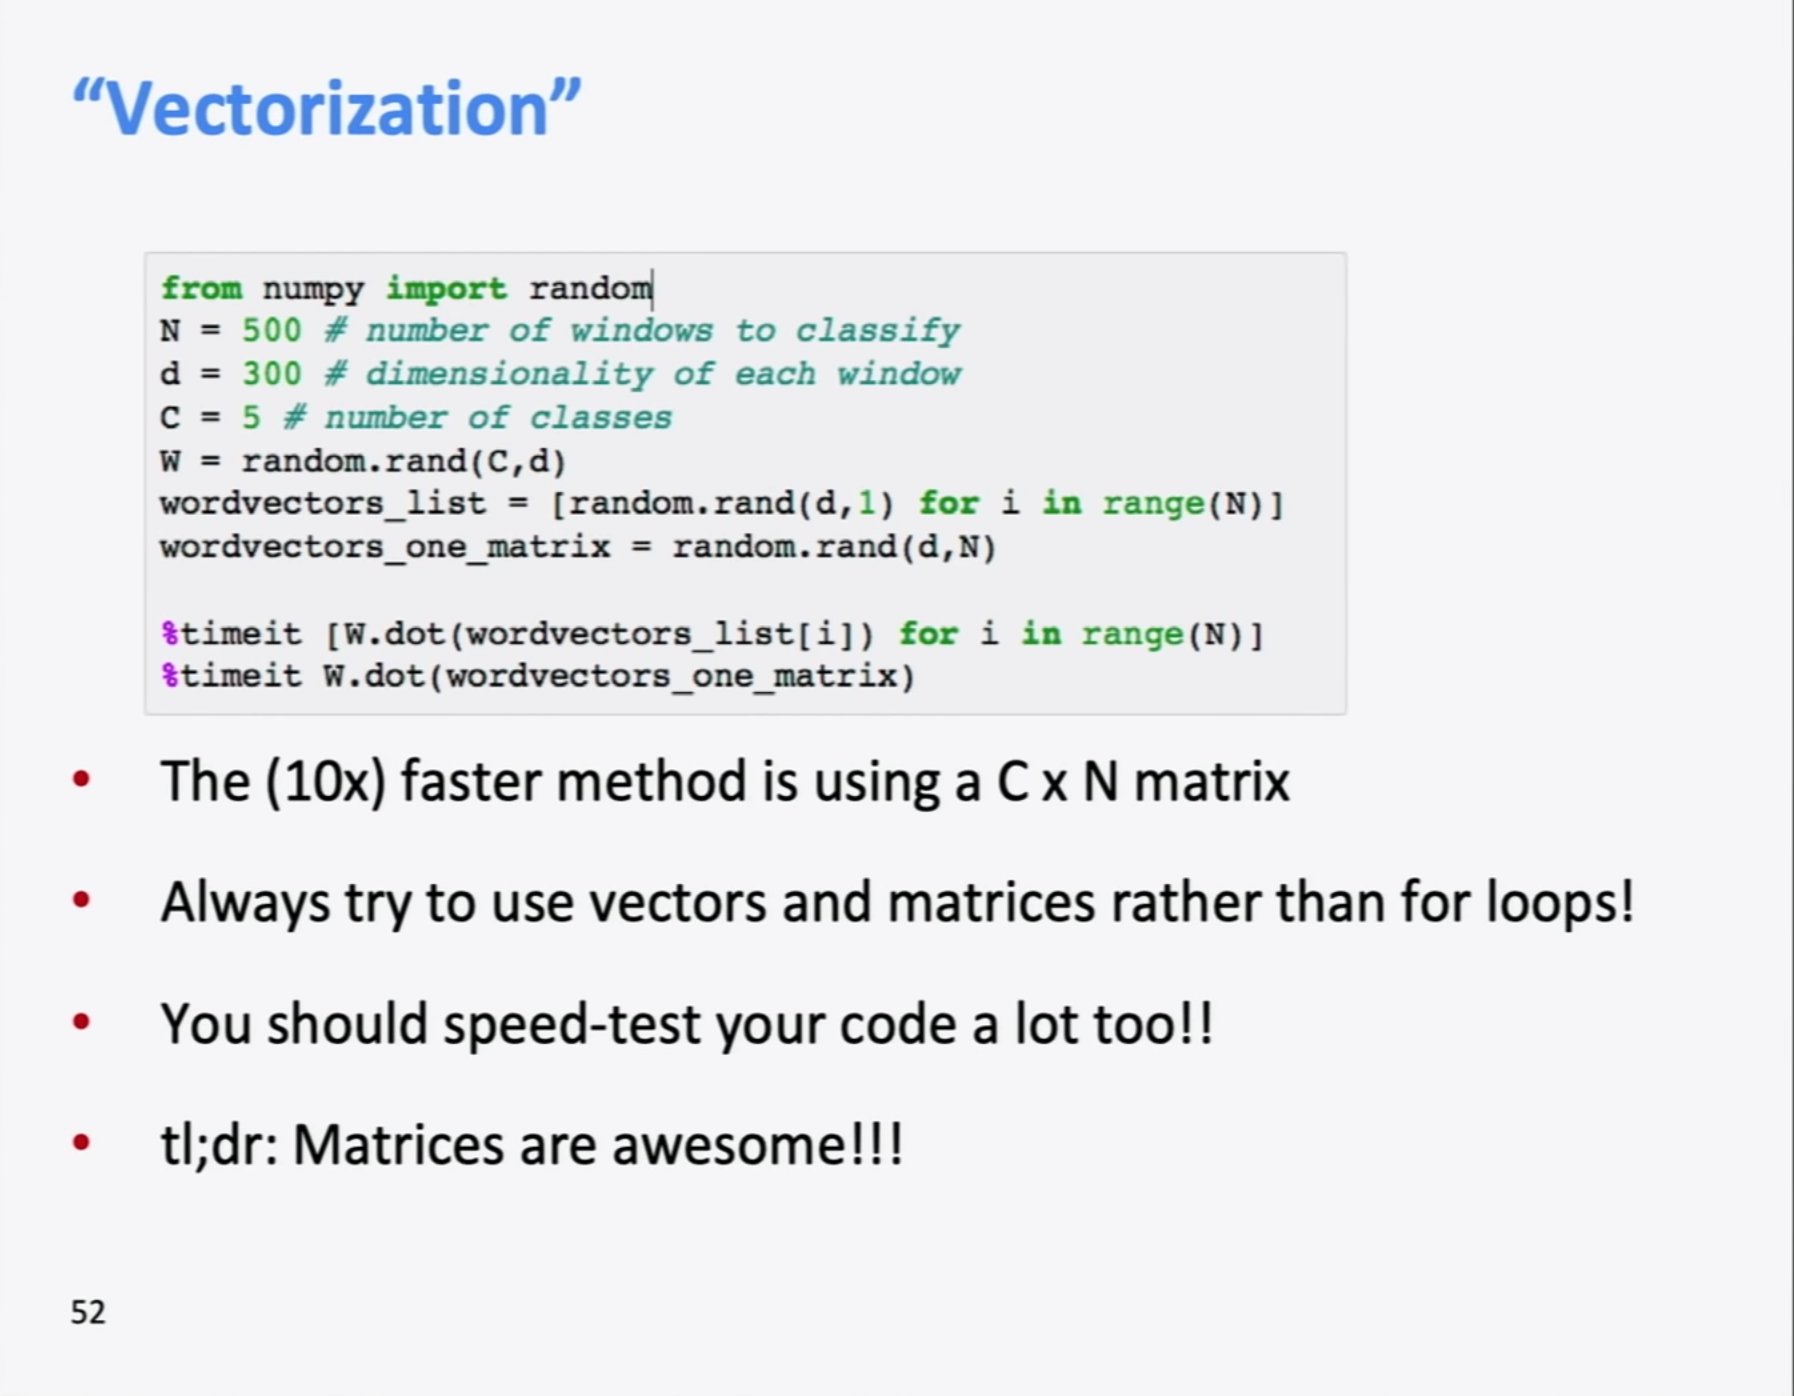 “Vectorization”
from numpy import random
N = 500 # number of windows to classify
d = 300 # dimensionality of each window
C = 5 # number of classes
W = random.rand(C,d)
wordvectors_list = [random.rand(d,1) for i in range(N)]
wordvectors_one_matrix = random.rand(d,N)
%timeit [W.dot(wordvectors_list[i]) for i in range(N)]
%timeit W.dot(wordvectors_one_matrix)
• The (10x) faster method is using a C x N matrix
• Always try to use vectors and matrices rather than for loops!
• You should speed-test your code a lot too!!
• tl;dr: Matrices are awesome!!!
52